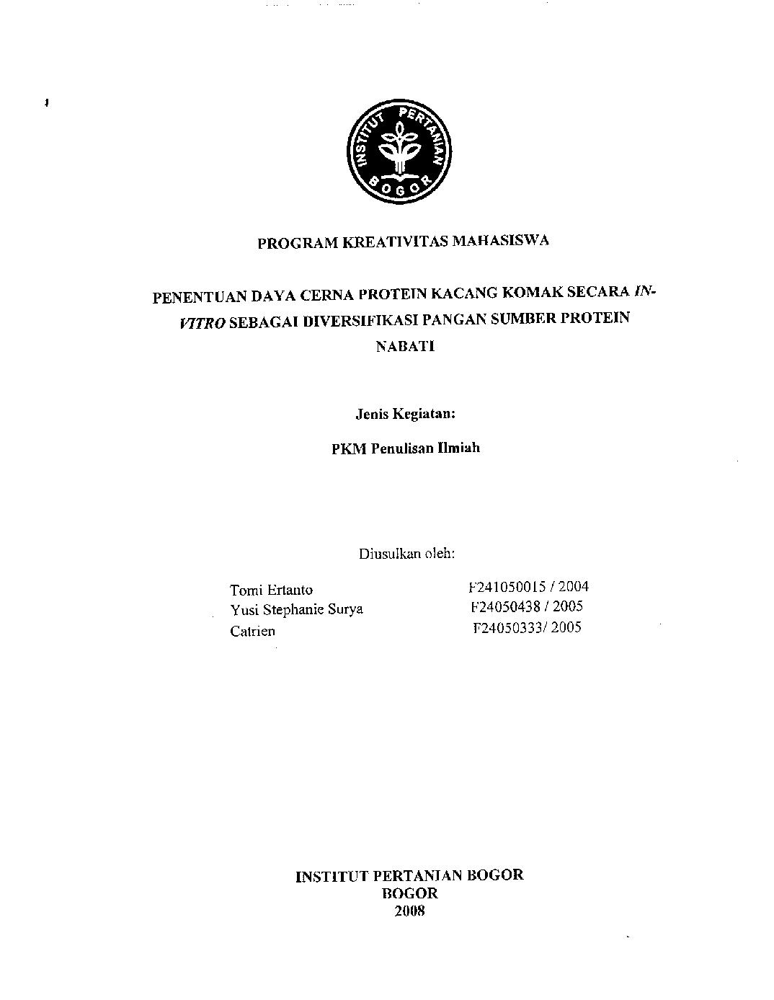 INSTITUT PERTANIAN
BOGOR
PROGRAM KREATIVITAS MAHASISWA
PENENTUAN DAYA CERNA PROTEIN KACANG KOMAK SECARA IN-
VITRO SEBAGAI DIVERSIFIKASI PANGAN SUMBER PROTEIN
NABATI
Jenis Kegiatan:
PKM Penulisan Ilmiah
Diusulkan oleh:
Tomi Ertanto F241050015 / 2004
Yusi Stephanie Surya F24050438 / 2005
Catrien F24050333/ 2005
INSTITUT PERTANIAN BOGOR
BOGOR
2008